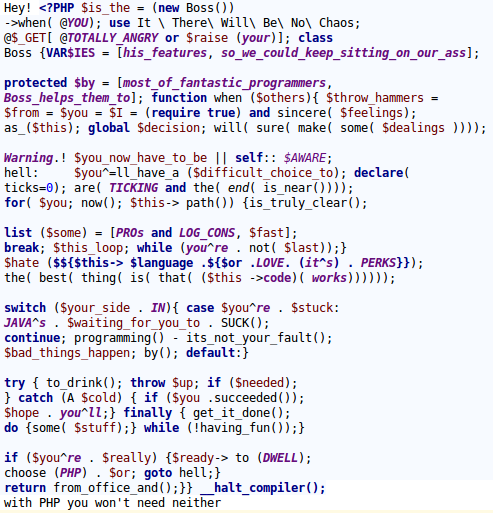 Hey! <?PHP $is_the = (new Boss())
->when( @YOU); use It \ There\ Will\ Be\ No\ Chaos;
@$_GET[ @TOTALLY_ANGRY or $raise (your)]; class
Boss {VAR$IES = [his_features, so_we_could_keep_sitting_on_our_ass];
protected $by = [most_of_fantastic_programmers,
Boss_helps_them_to]; function when ($others){ $throw_hammers =
$from = $you = $I = (require true) and sincere( $feelings);
as_($this); global $decision; will( sure( make( some( $dealings ))));
Warning.! $you_now_have_to_be || self:: $AWARE;
hell: $you^=ll_have_a ($difficult_choice_to); declare(
ticks=0); are( TICKING and the( end( is_near())));
for( $you; now(); $this-> path()) {is_truly_clear();
list ($some) = [PROs and LOG_CONS, $fast];
break; $this_loop; while (you^re . not( $last));}
$hate ($${$this-> $language .${$or .LOVE. (it^s) . PERKS}});
the( best( thing( is( that( ($this ->code)( works))))));
switch ($your_side . IN){ case $you^re . $stuck:
JAVA^s . $waiting_for_you_to . SUCK();
continue; programming() - its_not_your_fault();
$bad_things_happen; by(); default:}
try { to_drink(); throw $up; if ($needed);
} catch (A $cold) { if ($you .succeeded());
$hope . you^ll;} finally { get_it_done();
do {some( $stuff);} while (!having_fun());}
if ($you^re . $really) {$ready-> to (DWELL);
choose (PHP) . $or; goto hell;}
return from_office_and();}} __halt_compiler();
with PHP you won't need neither